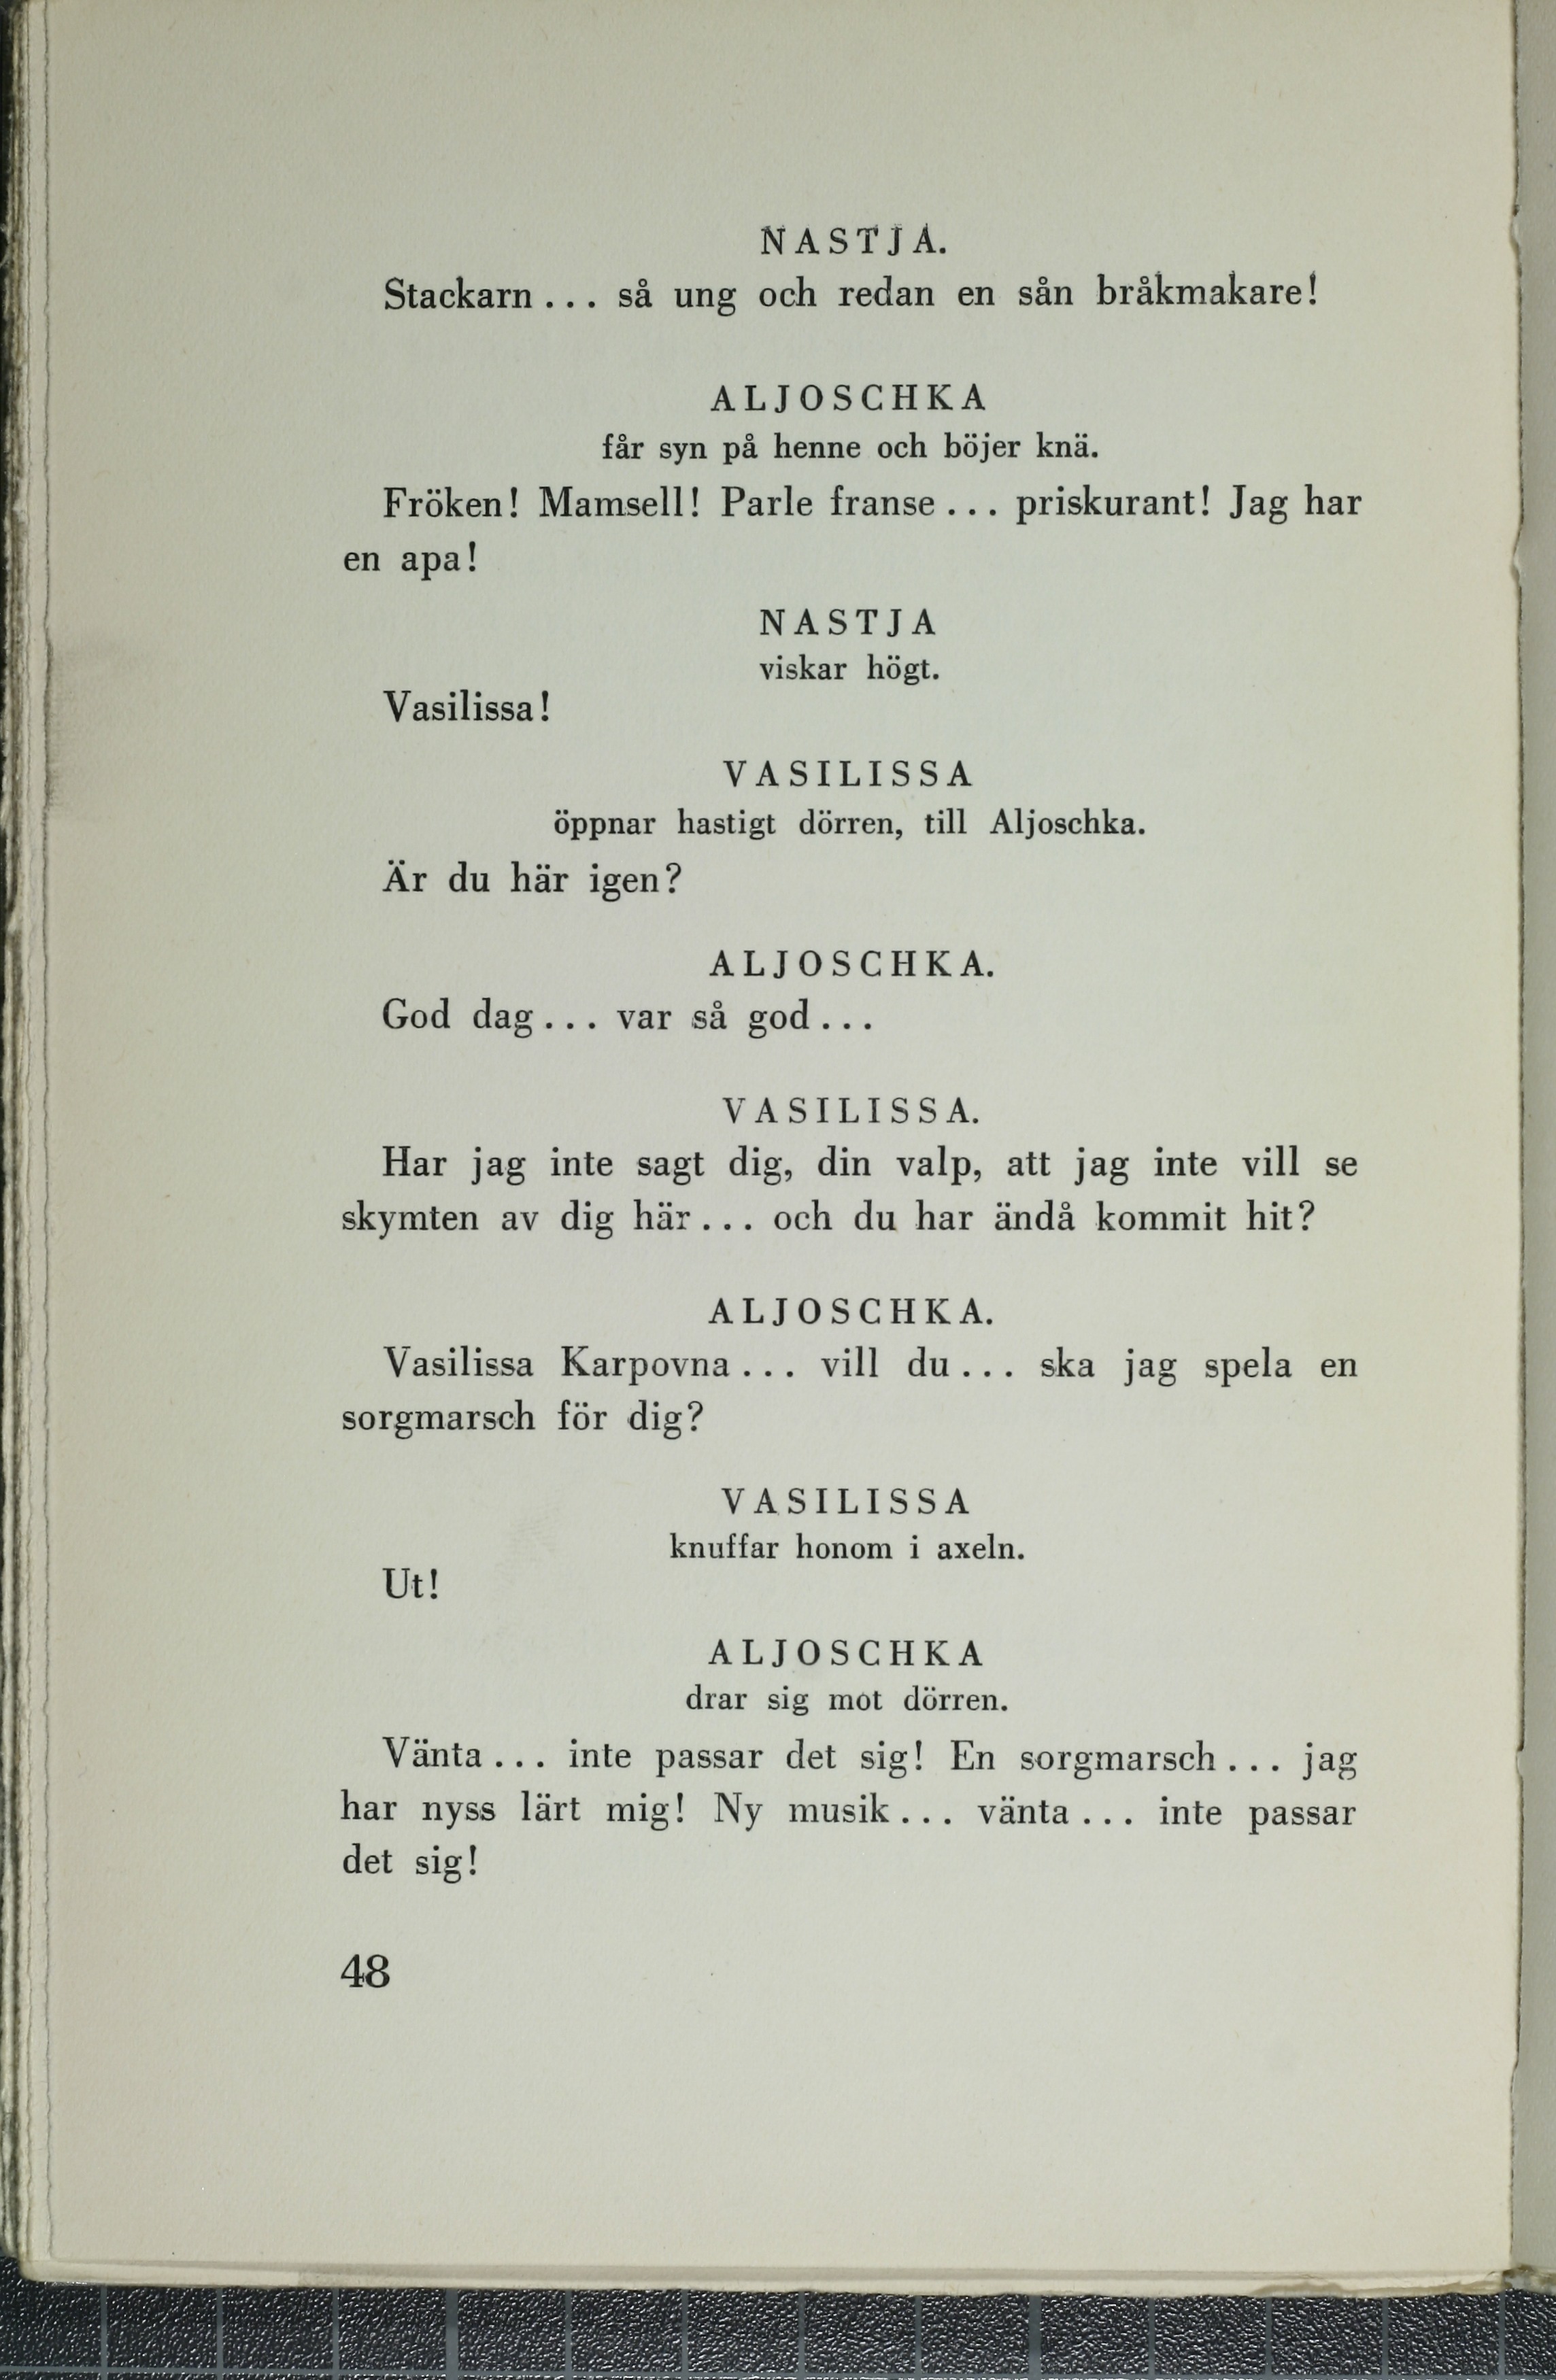 NASTJA.
Stackarn... så ung och redan en sån bråkmakare!
ALJOSCHKA
får syn på henne och böjer knä.
Fröken! Mamsell! Parle franse... priskurant! Jag har
en apa!
NASTJA
viskar högt.
Vasilissa!
VASILISSA
öppnar hastigt dörren, till Aljoschka.
Är du här igen?
ALJOSCHKA.
God dag... var så god...
VASILISSA.
Har jag inte sagt dig, din valp, att jag inte vill se
skymten av dig här... och du har ändå kommit hit?
ALJOSCHKA.
Vasilissa Karpovna... vill du... ska jag spela en
sorgmarsch för dig?
VASILISSA
knuffar honom i axeln.
Ut!
ALJOSCHKA
drar sig mot dörren.
Vänta... inte passar det sig! En sorgmarsch... jag
har nyss lärt mig! Ny musik... vänta... inte passar
det sig!
48